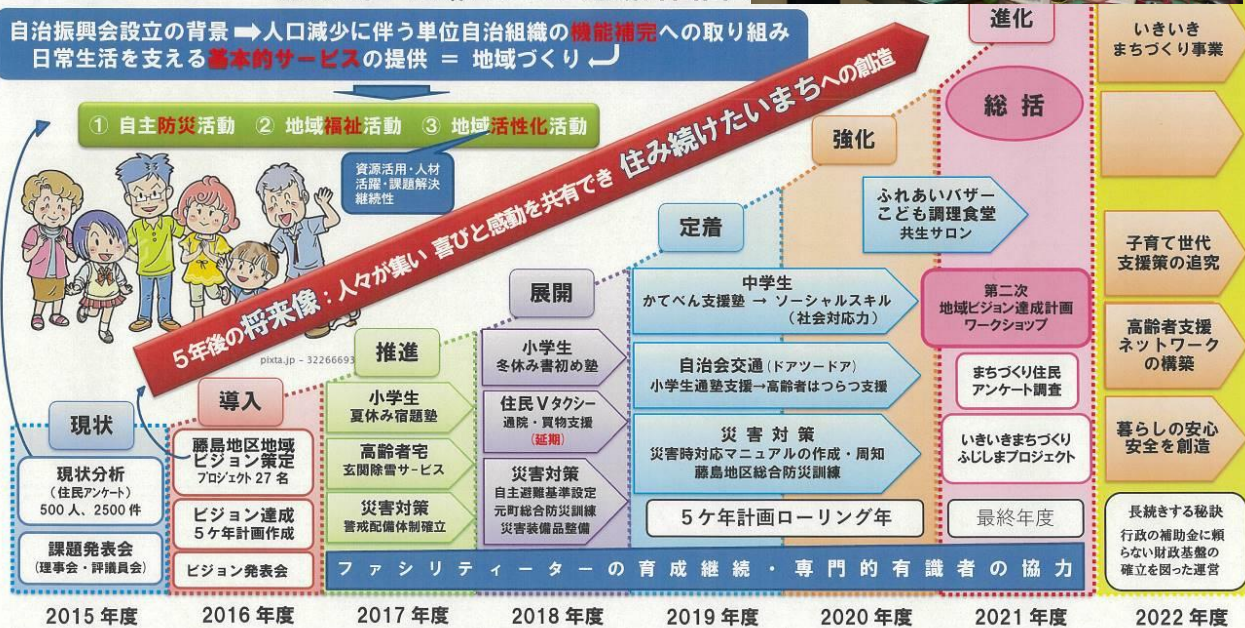 自治振興会設立の背景➡人口減少に伴う単位自治組織の機能補完への取り組み
日常生活を支える基本的サービスの提供 = 地域づくり
① 自主防災活動 ② 地域福祉活動 ③ 地域活性化活動
資源活用・人材
活躍・課題解決
継続性
5年後の将来像：人々が集い 喜びと感動を共有でき 住み続けたいまちへの創造
pixta.jp - 32266693
現状
現状分析
（住民アンケート）
500人、2500件
課題発表会
(理事会・評議員会)
2015年度
導入
藤島地区地域
ビジョン策定
プロジェクト27名
ビジョン達成
5ケ年計画作成
ビジョン発表会
2016年度
推進
小学生
夏休み宿題塾
高齢者宅
玄関除雪サービス
災害対策
警戒配備体制確立
2017年度
展開
小学生
冬休み書初め塾
住民Vタクシー
通院・買物支援
(延期)
災害対策
自主避難基準設定
元町総合防災訓練
災害装備品整備
2018年度
定着
中学生
かてべん支援塾 → ソーシャルスキル
（社会対応力）
自治会交通（ドアツードア）
小学生通塾支援→高齢者はつらつ支援
災害対策
災害時対応マニュアルの作成・周知
藤島地区総合防災訓練
5ケ年計画ローリング年
2019年度
強化
ふれあいバザー
こども調理食堂
共生サロン
2020年度
進化
総括
第二次
地域ビジョン達成計画
ワークショップ
まちづくり住民
アンケート調査
いきいきまちづくり
ふじしまプロジェクト
最終年度
2021年度
ファシリティーターの育成継続・専門的有識者の協力
いきいき
まちづくり事業
子育て世代
支援策の追究
高齢者支援
ネットワーク
の構築
暮らしの安心
安全を創造
長続きする秘訣
行政の補助金に頼
らない財政基盤の
確立を図った運営
2022年度